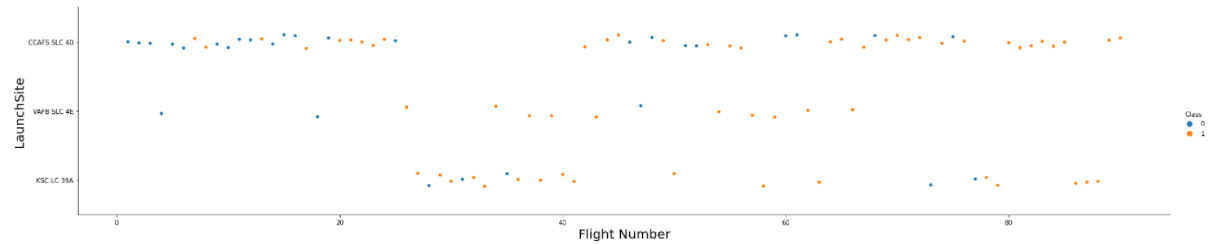 LaunchSite
CCAFS SLC 40
VAFB SLC 4E
KSC LC 39A
0
20
40
60
80
Flight Number
Class
0
1